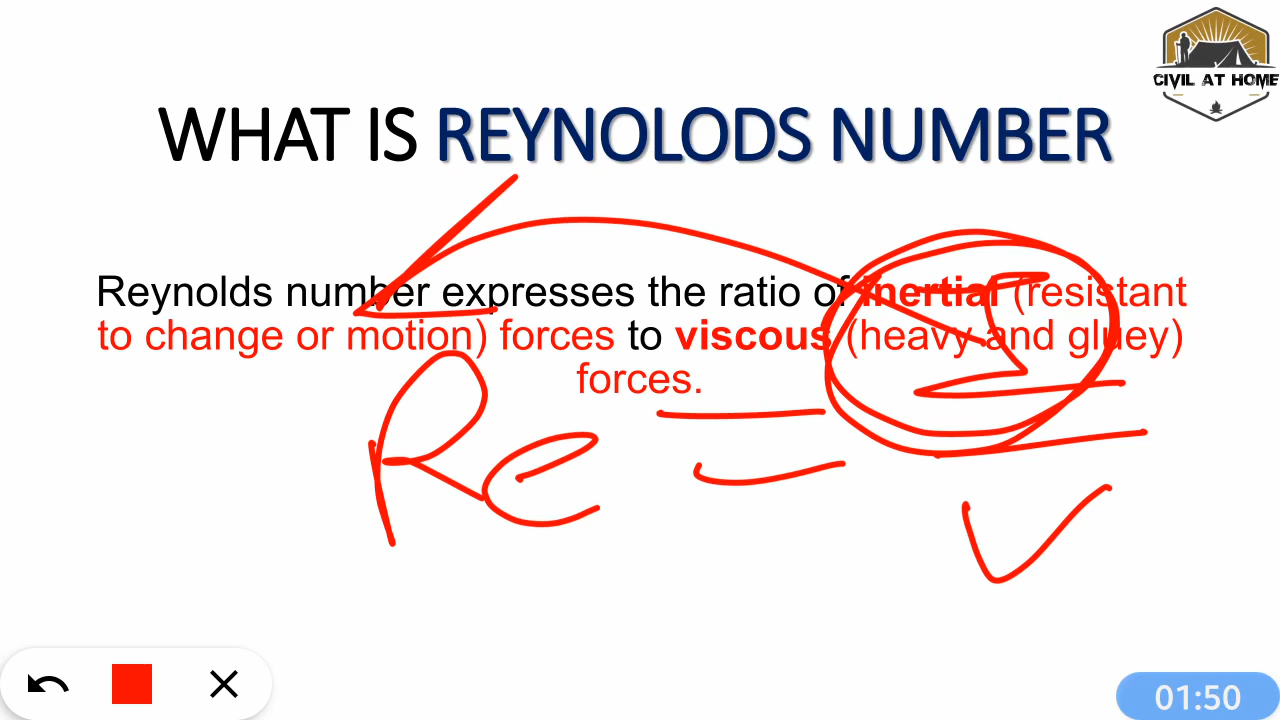 CIVIL AT HOME
WHAT IS REYNOLODS NUMBER
Reynolds number expresses the ratio of inertial (resistant
to change or motion) forces to viscous (heavy and gluey)
forces.
Re = I
V
01:50